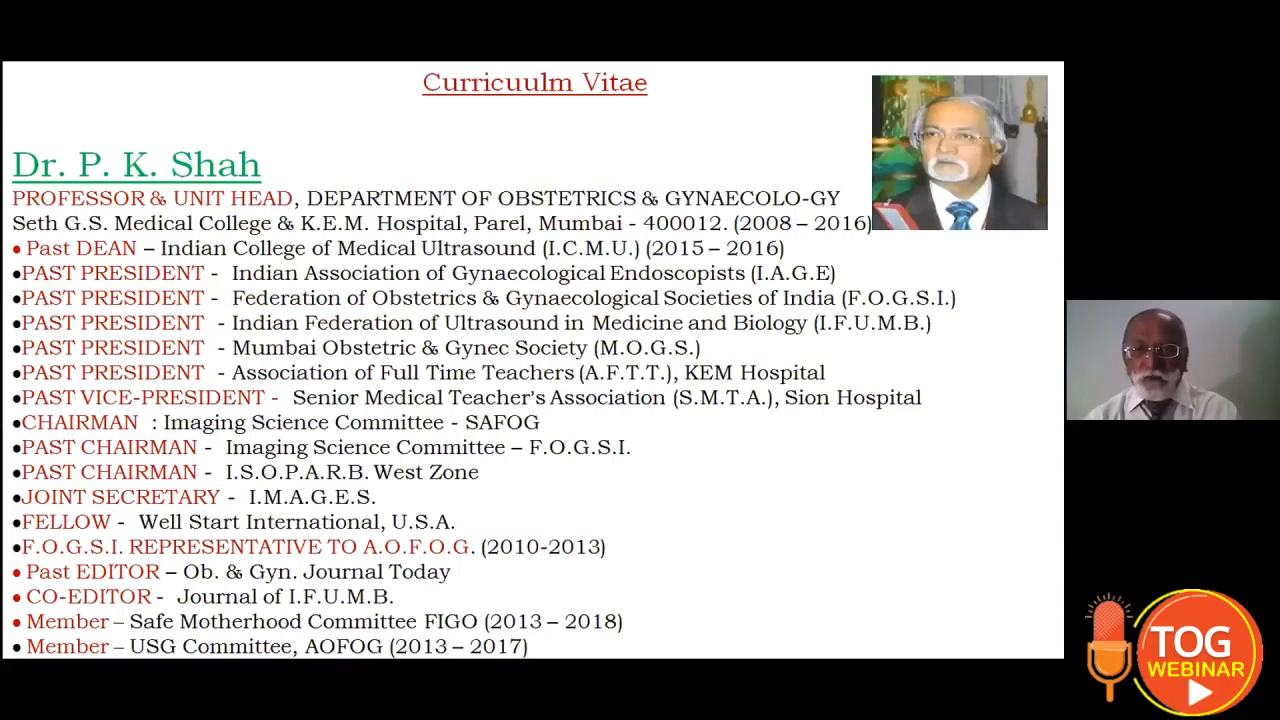 Curricuulm Vitae
Dr. P. K. Shah
PROFESSOR & UNIT HEAD, DEPARTMENT OF OBSTETRICS & GYNAECOLO-GY
Seth G.S. Medical College & K.E.M. Hospital, Parel, Mumbai - 400012. (2008 – 2016)
• Past DEAN – Indian College of Medical Ultrasound (I.C.M.U.) (2015 – 2016)
•PAST PRESIDENT - Indian Association of Gynaecological Endoscopists (I.A.G.E)
•PAST PRESIDENT - Federation of Obstetrics & Gynaecological Societies of India (F.O.G.S.I.)
•PAST PRESIDENT - Indian Federation of Ultrasound in Medicine and Biology (I.F.U.M.B.)
•PAST PRESIDENT - Mumbai Obstetric & Gynec Society (M.O.G.S.)
•PAST PRESIDENT - Association of Full Time Teachers (A.F.T.T.), KEM Hospital
•PAST VICE-PRESIDENT - Senior Medical Teacher's Association (S.M.T.A.), Sion Hospital
•CHAIRMAN : Imaging Science Committee - SAFOG
•PAST CHAIRMAN - Imaging Science Committee – F.O.G.S.I.
•PAST CHAIRMAN - I.S.O.P.A.R.B. West Zone
•JOINT SECRETARY - I.M.A.G.E.S.
•FELLOW - Well Start International, U.S.A.
•F.O.G.S.I. REPRESENTATIVE TO A.O.F.O.G. (2010-2013)
• Past EDITOR – Ob. & Gyn. Journal Today
• CO-EDITOR - Journal of I.F.U.M.B.
• Member – Safe Motherhood Committee FIGO (2013 – 2018)
• Member – USG Committee, AOFOG (2013 – 2017)
TOG
WEBINAR